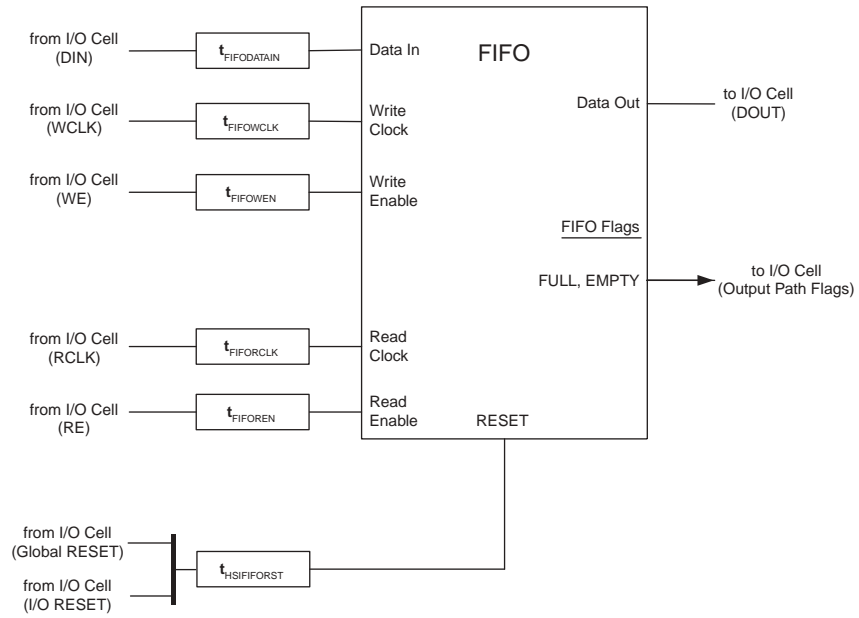 from I/O Cell
(DIN)
tFIFODATAIN
Data In
FIFO
from I/O Cell
(WCLK)
tFIFOWCLK
Write
Clock
Data Out
to I/O Cell
(DOUT)
from I/O Cell
(WE)
tFIFOWEN
Write
Enable
FIFO Flags
FULL, EMPTY
to I/O Cell
(Output Path Flags)
from I/O Cell
(RCLK)
tFIFORCLK
Read
Clock
from I/O Cell
(RE)
tFIFOREN
Read
Enable
RESET
from I/O Cell
(Global RESET)
tHSIFIFORST
from I/O Cell
(I/O RESET)